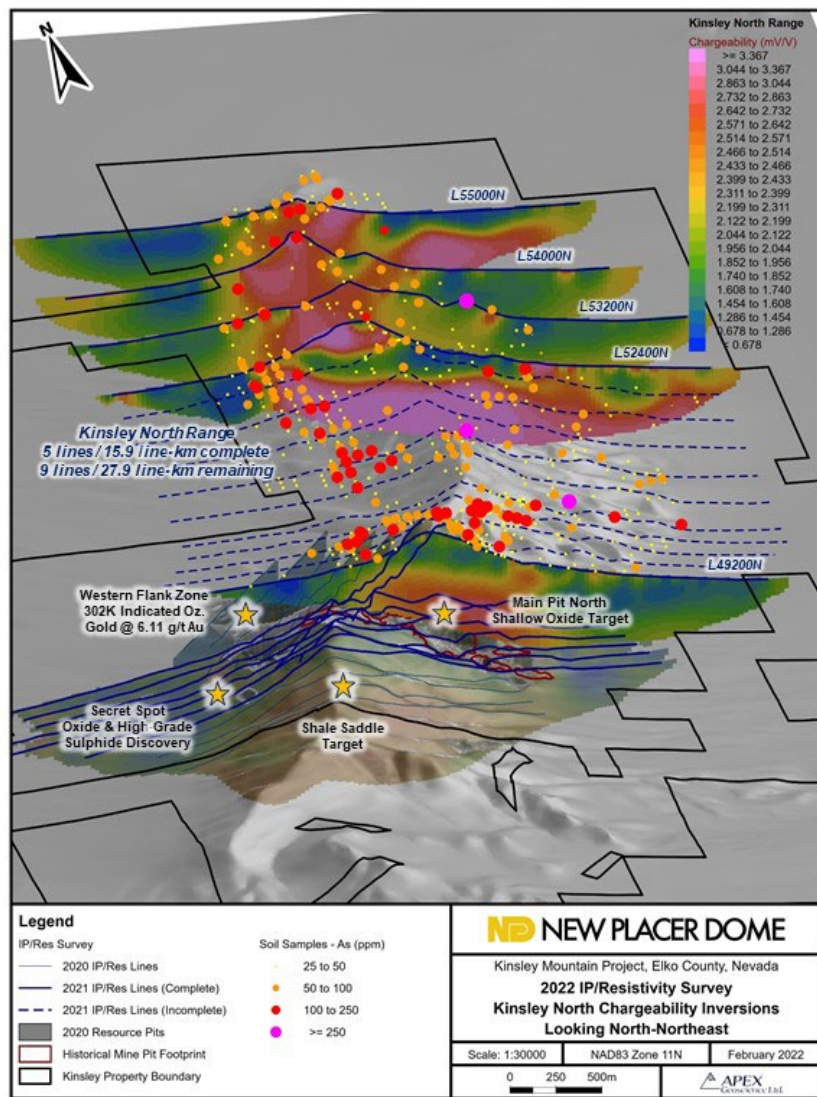 N
Kinsley North Range
Chargeability (mV/V)
>= 3.367
3.044 to 3.367
2.863 to 3.044
2.732 to 2.863
2.642 to 2.732
2.571 to 2.642
2.514 to 2.571
2.466 to 2.514
2.433 to 2.466
2.399 to 2.433
2.311 to 2.399
2.199 to 2.311
2.122 to 2.199
2.044 to 2.122
1.956 to 2.044
1.852 to 1.956
1.740 to 1.852
1.608 to 1.740
1.454 to 1.608
1.286 to 1.454
0.678 to 1.286
< 0.678
L55000N
L54000N
L53200N
L52400N
Kinsley North Range
5 lines / 15.9 line-km complete
9 lines / 27.9 line-km remaining
L49200N
Western Flank Zone
302K Indicated Oz.
Gold @ 6.11 g/t Au
Main Pit North
Shallow Oxide Target
Secret Spot
Oxide & High Grade
Sulphide Discovery
Shale Saddle
Target
Legend
IP/Res Survey
2020 IP/Res Lines
2021 IP/Res Lines (Complete)
2021 IP/Res Lines (Incomplete)
2020 Resource Pits
Historical Mine Pit Footprint
Kinsley Property Boundary
Soil Samples - As (ppm)
25 to 50
50 to 100
100 to 250
>= 250
NEW PLACER DOME
Kinsley Mountain Project, Elko County, Nevada
2022 IP/Resistivity Survey
Kinsley North Chargeability Inversions
Looking North-Northeast
Scale: 1:30000
NAD83 Zone 11N
February 2022
0 250 500m
APEX
Geoscience Ltd.